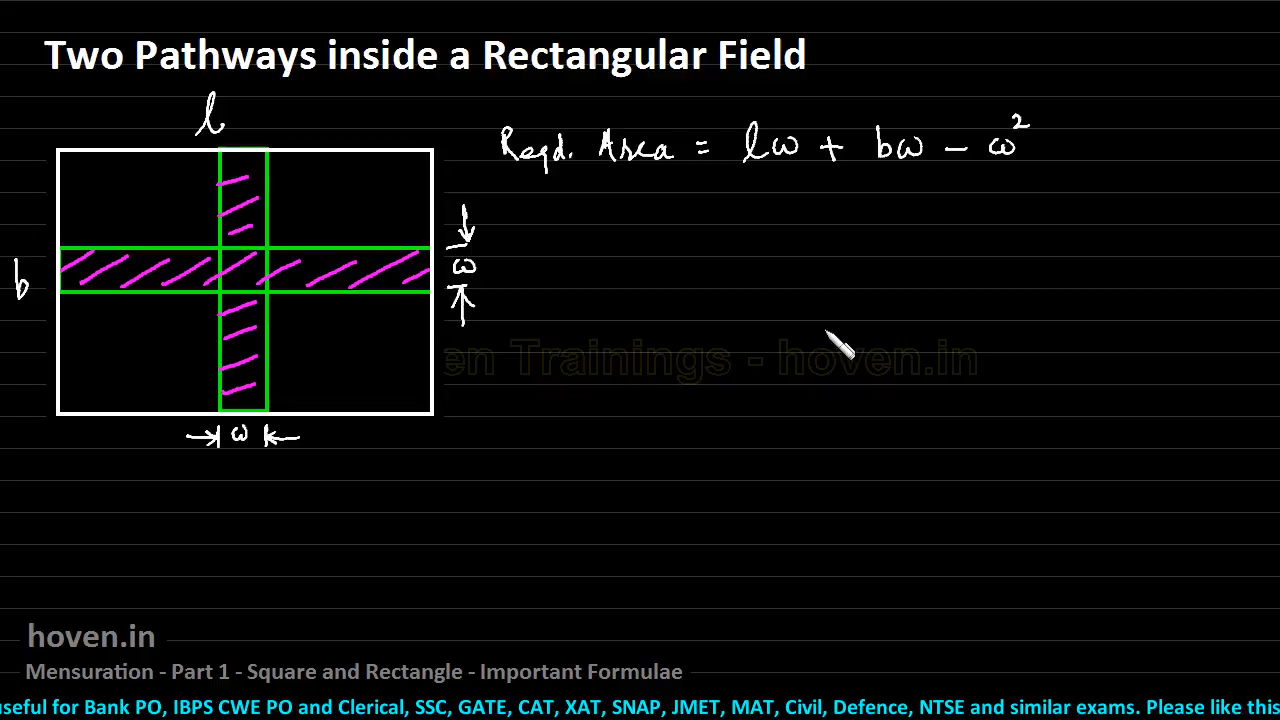 Two Pathways inside a Rectangular Field
l
Reqd. Area = lω + bω - ω²
b
ω
ω
en Trainings - hoven.in
hoven.in
Mensuration - Part 1 - Square and Rectangle - Important Formulae
useful for Bank PO, IBPS CWE PO and Clerical, SSC, GATE, CAT, XAT, SNAP, JMET, MAT, Civil, Defence, NTSE and similar exams. Please like this